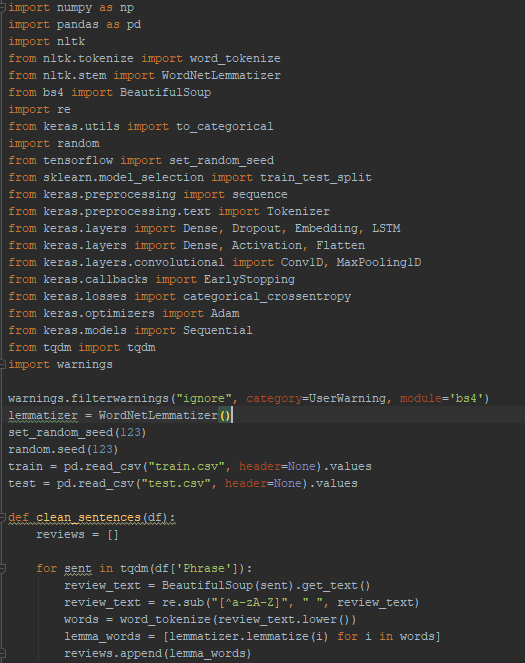 import numpy as np
import pandas as pd
import nltk
from nltk.tokenize import word_tokenize
from nltk.stem import WordNetLemmatizer
from bs4 import BeautifulSoup
import re
from keras.utils import to_categorical
import random
from tensorflow import set_random_seed
from sklearn.model_selection import train_test_split
from keras.preprocessing import sequence
from keras.preprocessing.text import Tokenizer
from keras.layers import Dense, Dropout, Embedding, LSTM
from keras.layers import Dense, Activation, Flatten
from keras.layers.convolutional import Conv1D, MaxPooling1D
from keras.callbacks import EarlyStopping
from keras.losses import categorical_crossentropy
from keras.optimizers import Adam
from keras.models import Sequential
from tqdm import tqdm
import warnings

warnings.filterwarnings("ignore", category=UserWarning, module='bs4')
lemmatizer = WordNetLemmatizer()
set_random_seed(123)
random.seed(123)
train = pd.read_csv("train.csv", header=None).values
test = pd.read_csv("test.csv", header=None).values

def clean_sentences(df):
    reviews = []

    for sent in tqdm(df['Phrase']):
        review_text = BeautifulSoup(sent).get_text()
        review_text = re.sub("[^a-zA-Z]", " ", review_text)
        words = word_tokenize(review_text.lower())
        lemma_words = [lemmatizer.lemmatize(i) for i in words]
        reviews.append(lemma_words)